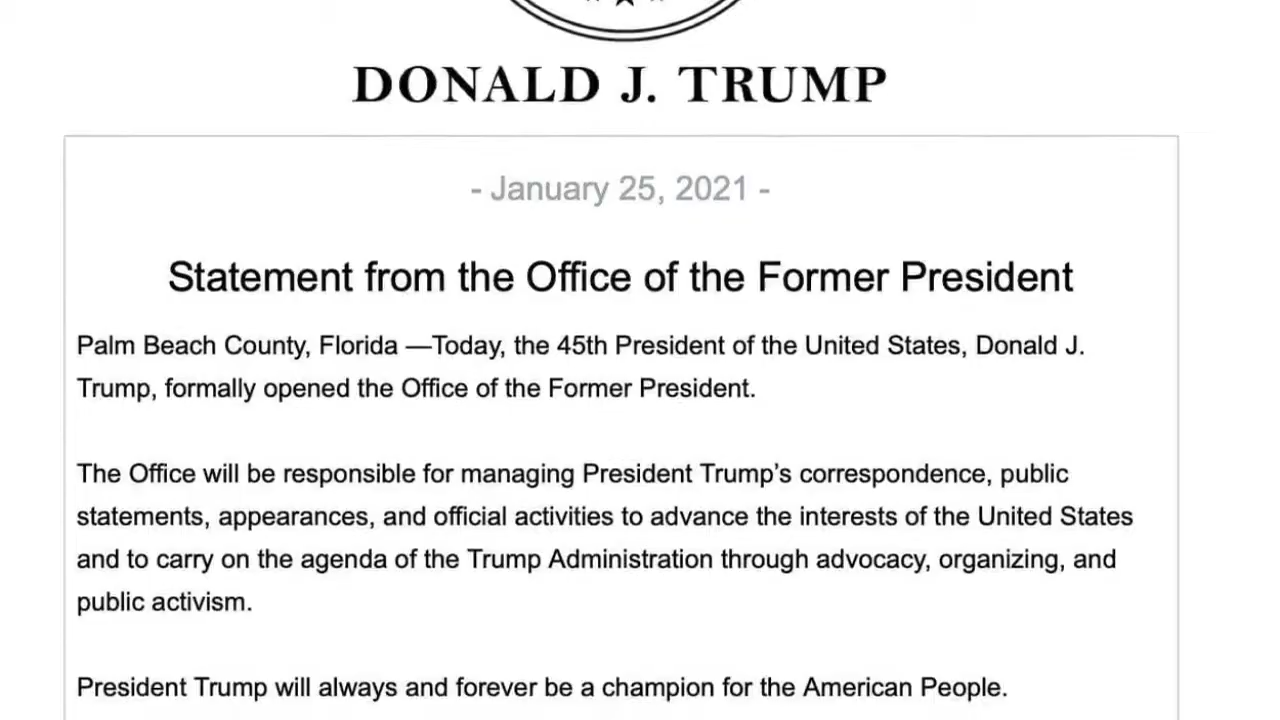 DONALD J. TRUMP
- January 25, 2021 -
Statement from the Office of the Former President
Palm Beach County, Florida —Today, the 45th President of the United States, Donald J.
Trump, formally opened the Office of the Former President.
The Office will be responsible for managing President Trump’s correspondence, public
statements, appearances, and official activities to advance the interests of the United States
and to carry on the agenda of the Trump Administration through advocacy, organizing, and
public activism.
President Trump will always and forever be a champion for the American People.